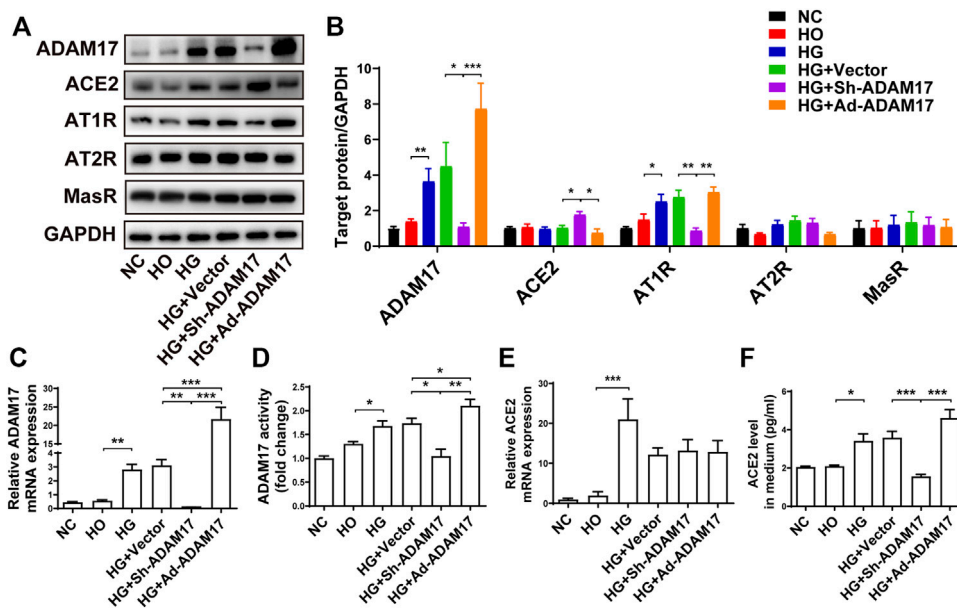 A
ADAM17
ACE2
AT1R
AT2R
MasR
GAPDH
NC
HO
HG
HG+Vector
HG+Sh-ADAM17
HG+Ad-ADAM17
B
Target protein/GAPDH
10
8
6
4
2
0
* ***
**
* *
* ** **
ADAM17
ACE2
AT1R
AT2R
MasR
NC
HO
HG
HG+Vector
HG+Sh-ADAM17
HG+Ad-ADAM17
C
Relative ADAM17
mRNA expression
30
25
20
15
10
5
4
3
2
1
0
***
** ***
**
NC
HO
HG
HG+Vector
HG+Sh-ADAM17
HG+Ad-ADAM17
D
ADAM17 activity
(fold change)
2.5
2.0
1.5
1.0
0.5
0.0
*
* **
*
NC
HO
HG
HG+Vector
HG+Sh-ADAM17
HG+Ad-ADAM17
E
Relative ACE2
mRNA expression
30
20
10
0
***
NC
HO
HG
HG+Vector
HG+Sh-ADAM17
HG+Ad-ADAM17
F
ACE2 level
in medium (pg/ml)
6
4
2
0
* *** ***
NC
HO
HG
HG+Vector
HG+Sh-ADAM17
HG+Ad-ADAM17